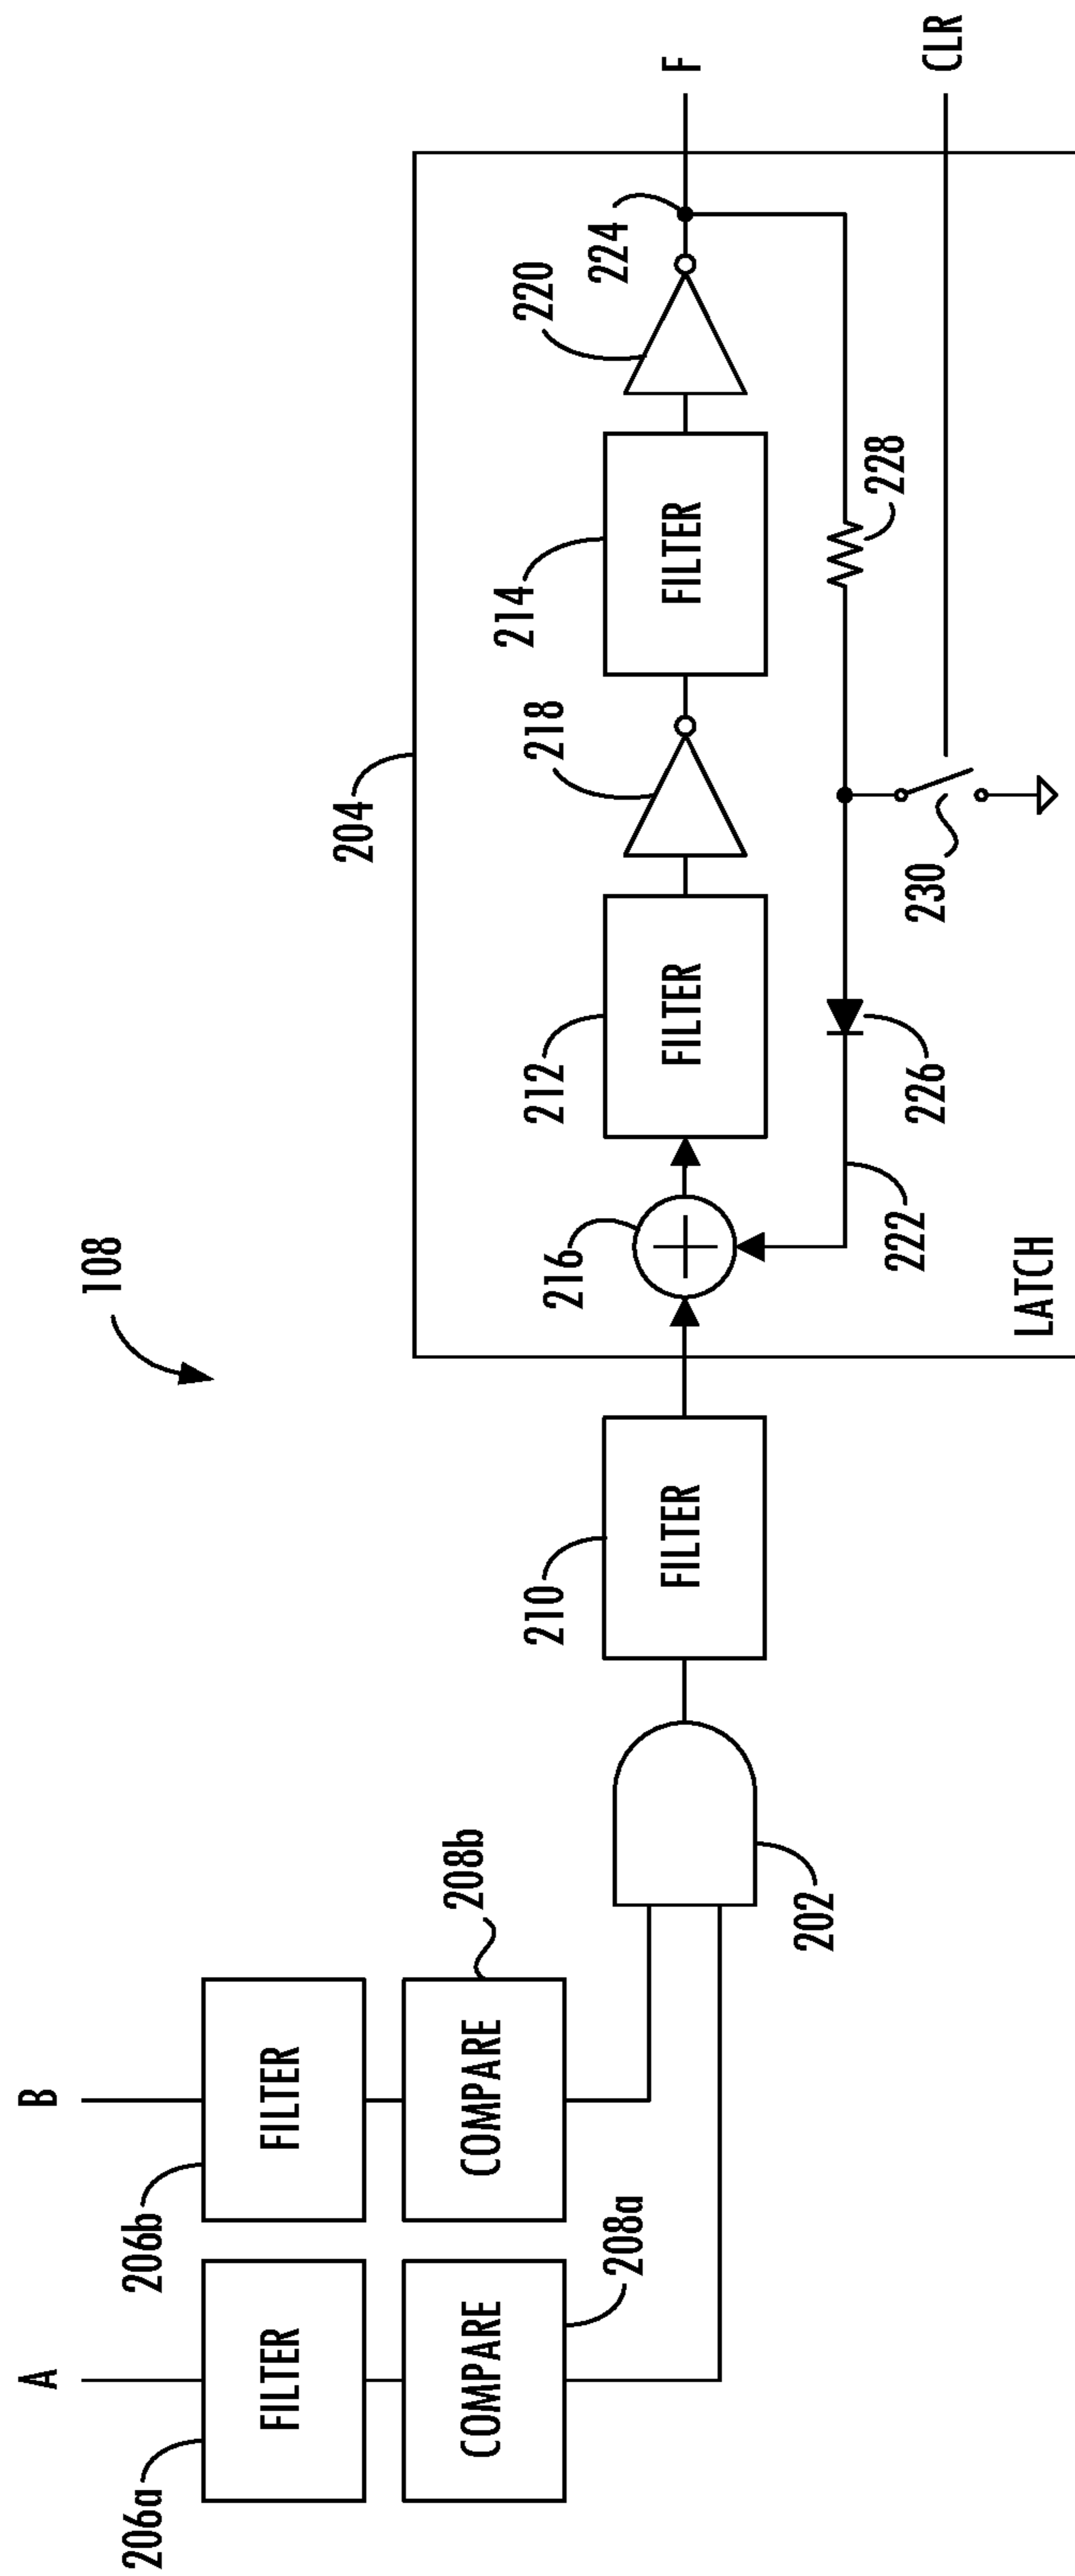 108
A
B
206a
FILTER
206b
FILTER
COMPARE
208a
COMPARE
208b
202
210
FILTER
204
LATCH
216
212
FILTER
218
214
FILTER
220
224
F
222
226
230
228
CLR